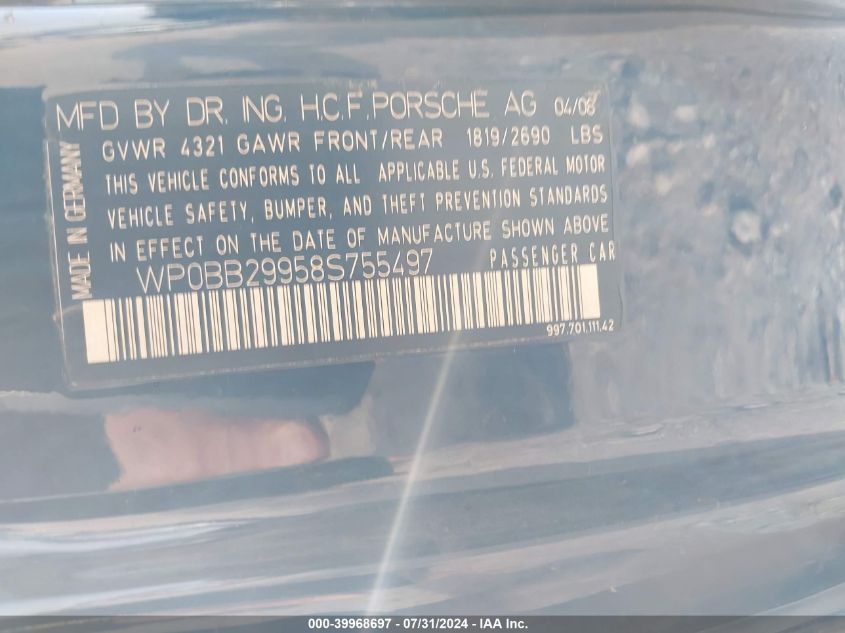 MFD BY DR. ING. H.C.F. PORSCHE AG 04/08
GVWR 4321 GAWR FRONT/REAR 1819/2690 LBS
THIS VEHICLE CONFORMS TO ALL APPLICABLE U.S. FEDERAL MOTOR
VEHICLE SAFETY, BUMPER, AND THEFT PREVENTION STANDARDS
IN EFFECT ON THE DATE OF MANUFACTURE SHOWN ABOVE
WP0BB29958S755497 PASSENGER CAR
997.701.111.42
MADE IN GERMANY
000-39968697 - 07/31/2024 - IAA Inc.